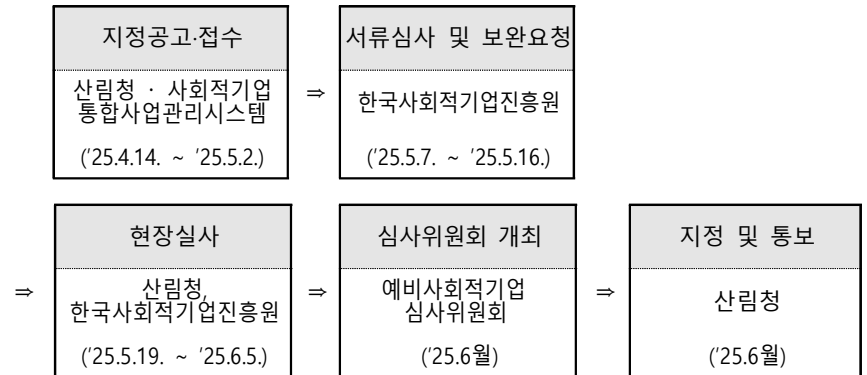 지정공고·접수
산림청 · 사회적기업
통합사업관리시스템
('25.4.14. ~ '25.5.2.)
⇒
서류심사 및 보완요청
한국사회적기업진흥원
('25.5.7. ~ '25.5.16.)
⇒
현장실사
산림청,
한국사회적기업진흥원
('25.5.19. ~ '25.6.5.)
⇒
심사위원회 개최
예비사회적기업
심사위원회
('25.6월)
⇒
지정 및 통보
산림청
('25.6월)